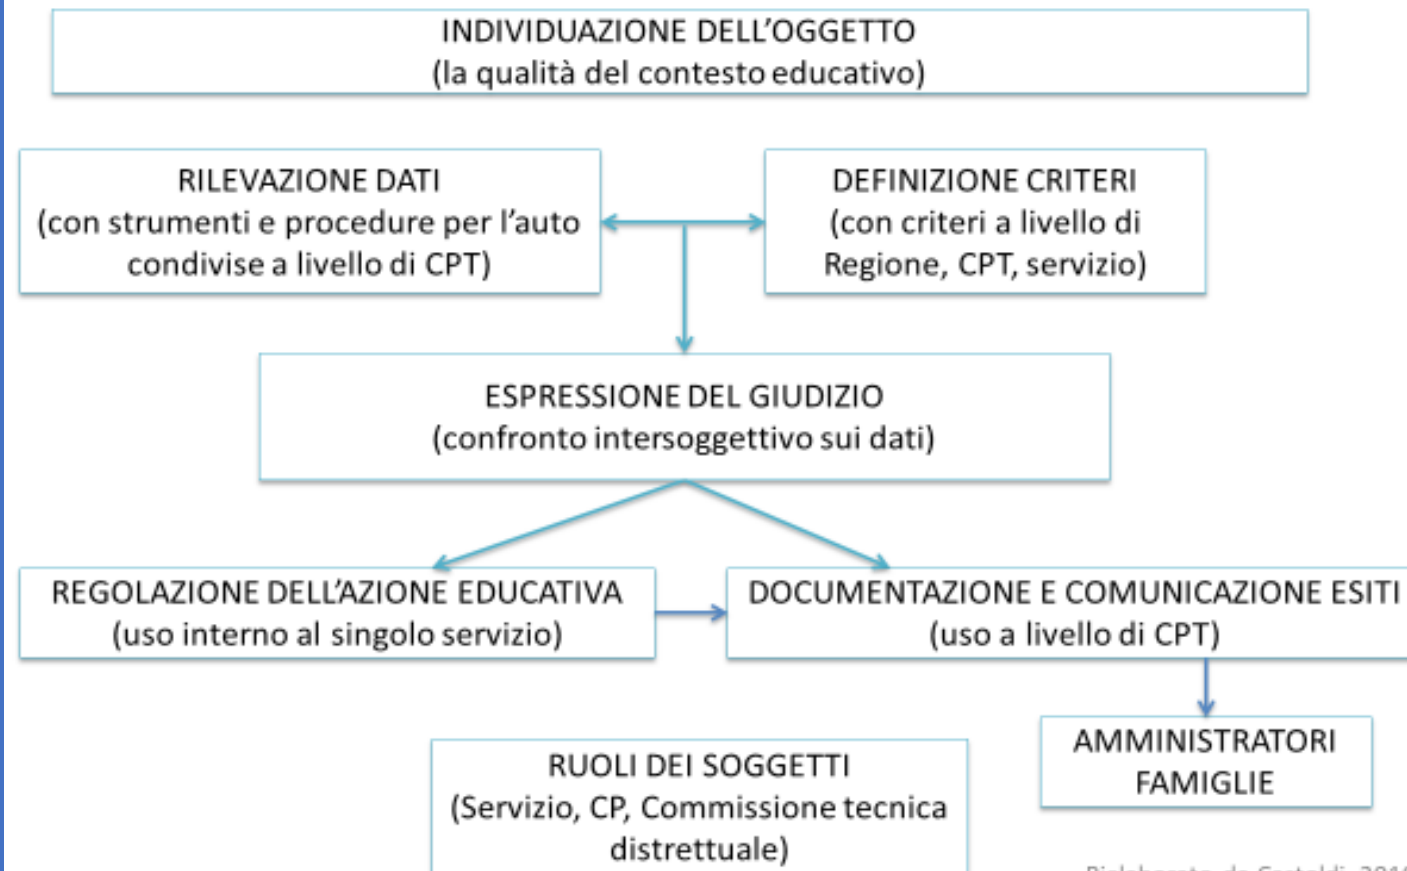 INDIVIDUAZIONE DELL'OGGETTO
(la qualità del contesto educativo)
RILEVAZIONE DATI
(con strumenti e procedure per l'auto
condivise a livello di CPT)
DEFINIZIONE CRITERI
(con criteri a livello di
Regione, CPT, servizio)
ESPRESSIONE DEL GIUDIZIO
(confronto intersoggettivo sui dati)
REGOLAZIONE DELL'AZIONE EDUCATIVA
(uso interno al singolo servizio)
DOCUMENTAZIONE E COMUNICAZIONE ESITI
(uso a livello di CPT)
AMMINISTRATORI
FAMIGLIE
RUOLI DEI SOGGETTI
(Servizio, CP, Commissione tecnica
distrettuale)